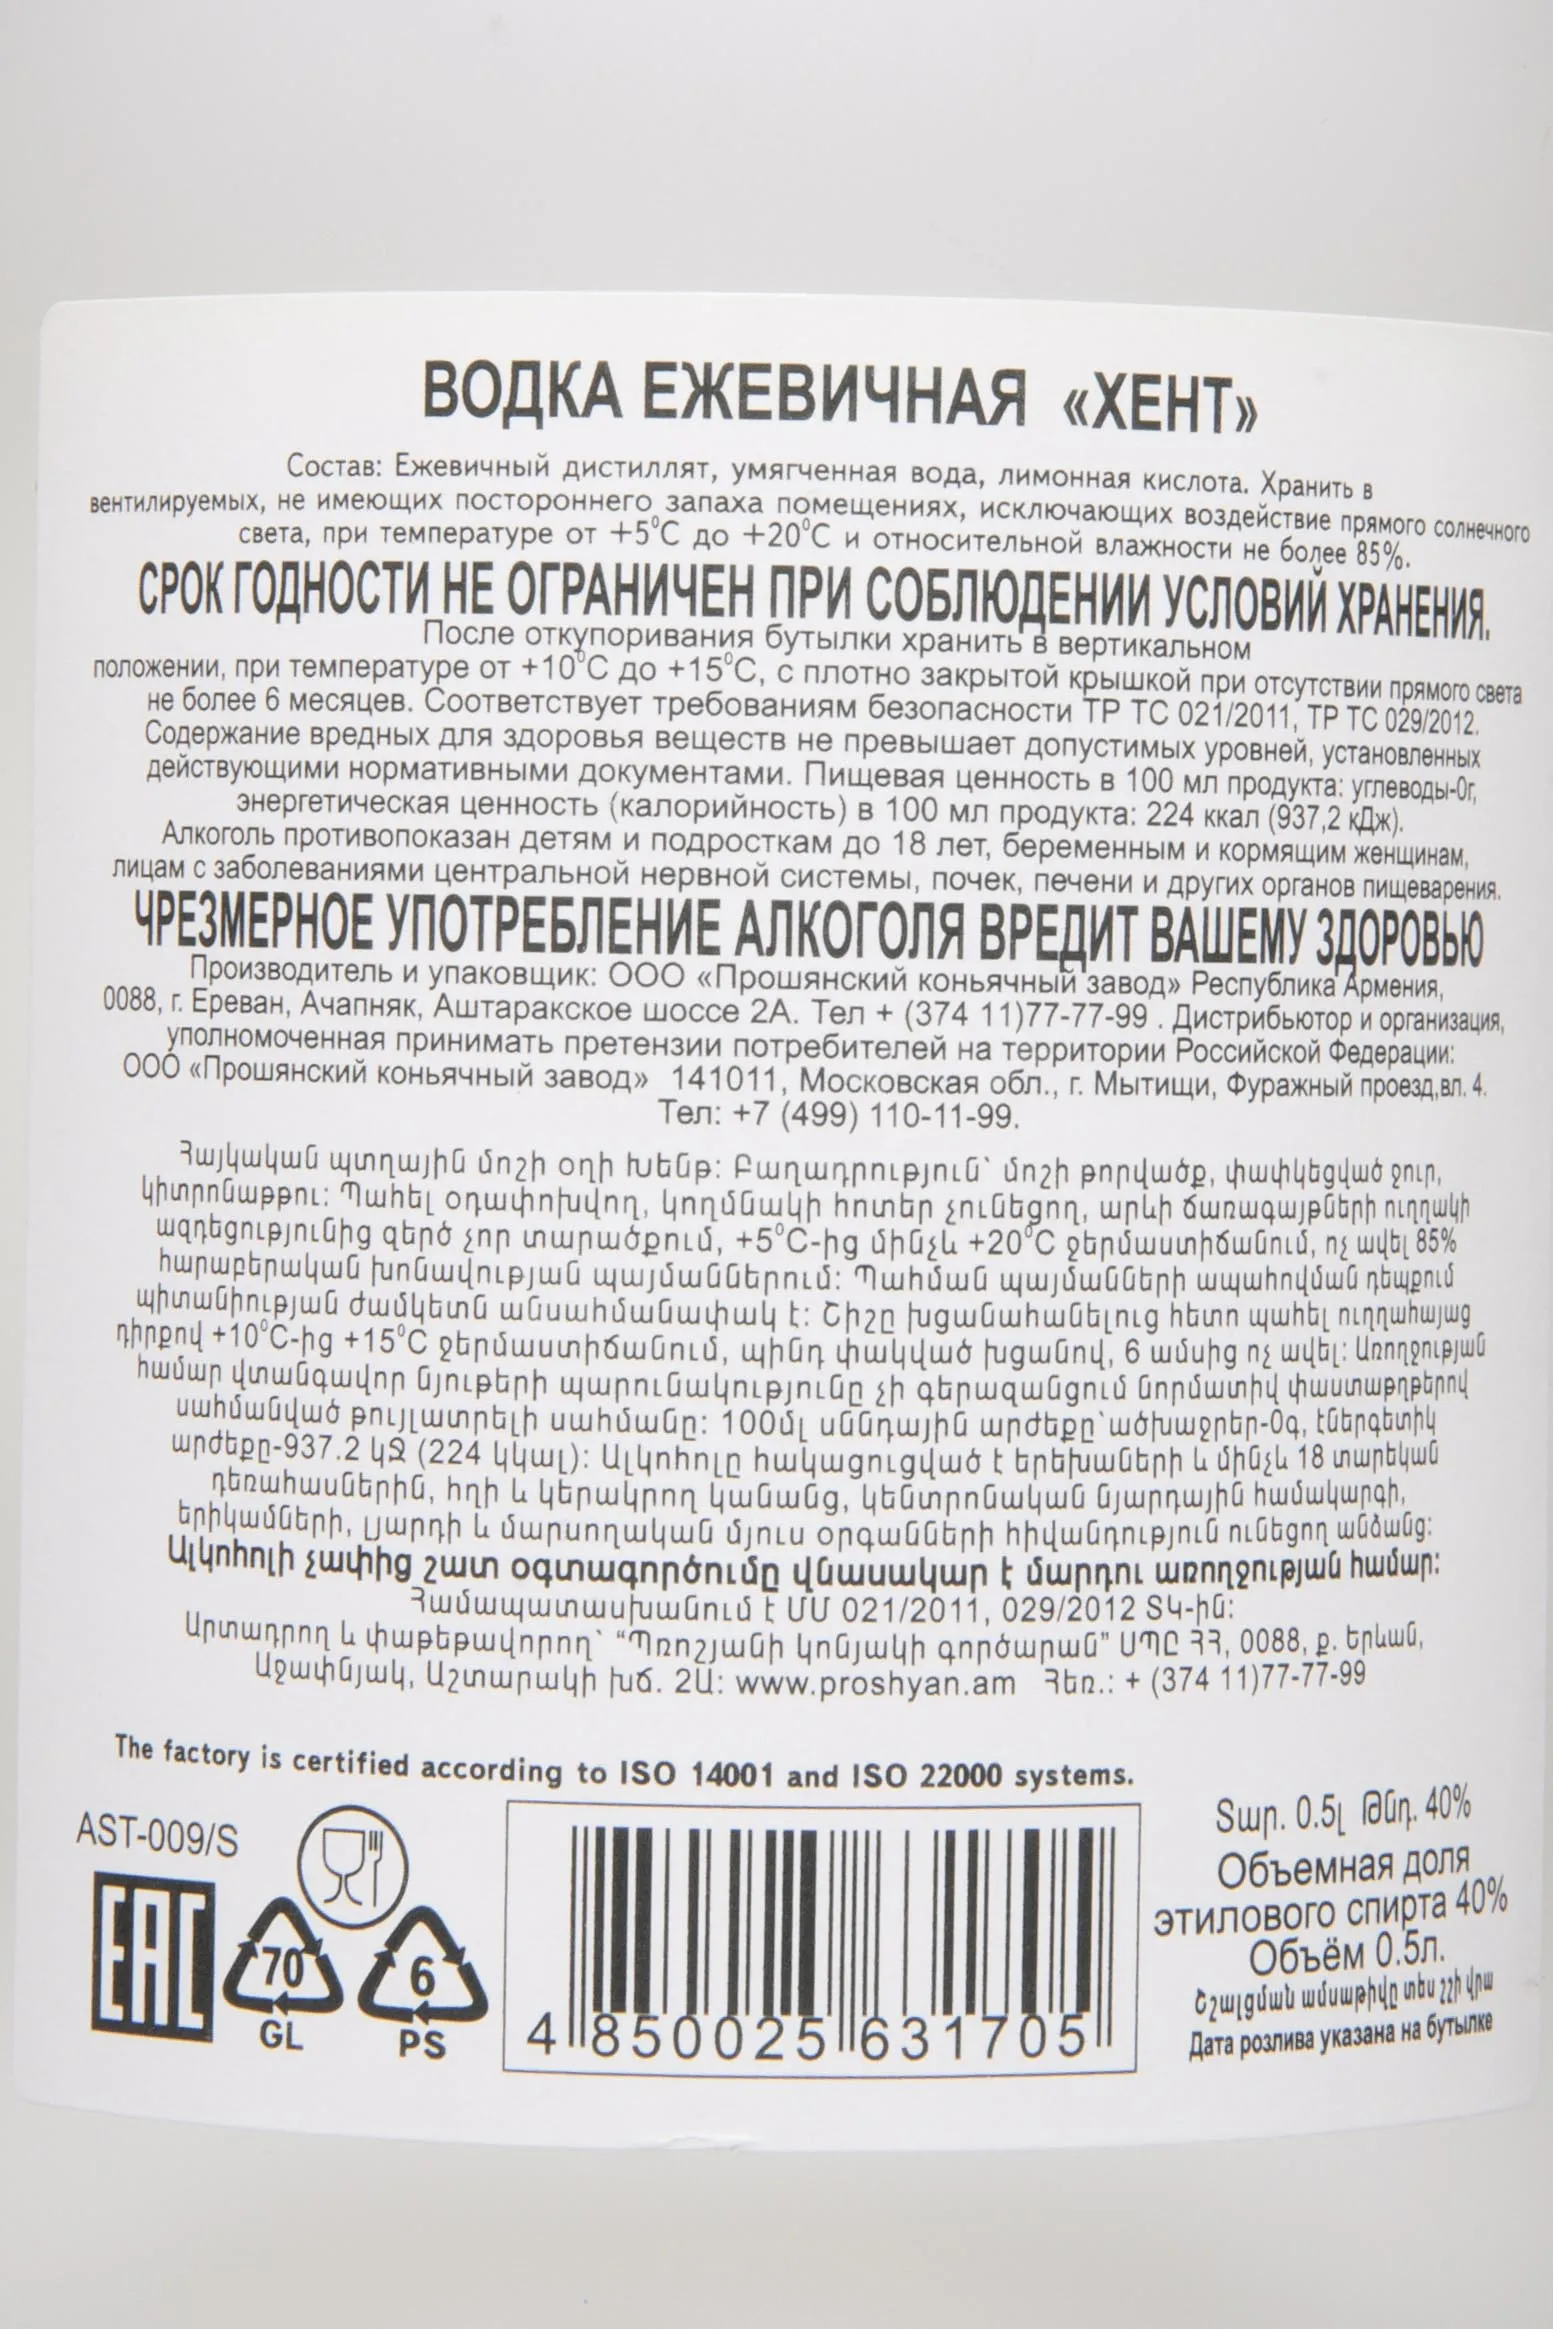 ВОДКА ЕЖЕВИЧНАЯ «ХЕНТ»
Состав: Ежевичный дистиллят, умягченная вода, лимонная кислота. Хранить в
вентилируемых, не имеющих постороннего запаха помещениях, исключающих воздействие прямого солнечного
света, при температуре от +5°С до +20°С и относительной влажности не более 85%.
СРОК ГОДНОСТИ НЕ ОГРАНИЧЕН ПРИ СОБЛЮДЕНИИ УСЛОВИЙ ХРАНЕНИЯ.
После откупоривания бутылки хранить в вертикальном
положении, при температуре от +10°С до +15°С, с плотно закрытой крышкой при отсутствии прямого света
не более 6 месяцев. Соответствует требованиям безопасности ТР ТС 021/2011, ТР ТС 029/2012.
Содержание вредных для здоровья веществ не превышает допустимых уровней, установленных
действующими нормативными документами. Пищевая ценность в 100 мл продукта: углеводы-0г,
энергетическая ценность (калорийность) в 100 мл продукта: 224 ккал (937,2 кДж).
Алкоголь противопоказан детям и подросткам до 18 лет, беременным и кормящим женщинам,
лицам с заболеваниями центральной нервной системы, почек, печени и других органов пищеварения.
ЧРЕЗМЕРНОЕ УПОТРЕБЛЕНИЕ АЛКОГОЛЯ ВРЕДИТ ВАШЕМУ ЗДОРОВЬЮ
Производитель и упаковщик: ООО «Прошянский коньячный завод» Республика Армения,
0088, г. Ереван, Ачапняк, Аштаракское шоссе 2А. Тел + (374 11)77-77-99 . Дистрибьютор и организация,
уполномоченная принимать претензии потребителей на территории Российской Федерации:
ООО «Прошянский коньячный завод» 141011, Московская обл., г. Мытищи, Фуражный проезд,вл. 4.
Тел: +7 (499) 110-11-99.
Հայկական պտղային մոշի օղի Խենթ: Բաղադրություն՝ մոշի թորվածք, փափկեցված ջուր,
կիտրոնաթթու: Պահել օդափոխվող, կողմնակի հոտեր չունեցող, արևի ճառագայթների ուղղակի
ազդեցությունից զերծ չոր տարածքում, +5°C-ից մինչև +20°C ջերմաստիճանում, ոչ ավել 85%
հարաբերական խոնավության պայմաններում: Պահման պայմանների ապահովման դեպքում
պիտանիության ժամկետն անսահմանափակ է: Շիշը խցանահանելուց հետո պահել ուղղահայաց
դիրքով +10°C-ից +15°C ջերմաստիճանում, պինդ փակված խցանով, 6 ամսից ոչ ավել: Առողջության
համար վտանգավոր նյութերի պարունակությունը չի գերազանցում նորմատիվ փաստաթղթերով
սահմանված թույլատրելի սահմանը: 100մլ սննդային արժեքը՝ածխաջրեր-0գ, էներգետիկ
արժեքը-937.2 կՋ (224 կկալ): Ալկոհոլը հակացուցված է երեխաների և մինչև 18 տարեկան
դեռահասներին, հղի և կերակրող կանանց, կենտրոնական նյարդային համակարգի,
երիկամների, լյարդի և մարսողական մյուս օրգանների հիվանդություն ունեցող անձանց:
Ալկոհոլի չափից շատ օգտագործումը վնասակար է մարդու առողջության համար:
Համապատասխանում է ՄՄ 021/2011, 029/2012 ՏԿ-ին:
Արտադրող և փաթեթավորող՝ “Պռոշյանի կոնյակի գործարան” ՍՊԸ ՀՀ, 0088, ք. Երևան,
Աջափնյակ, Աշտարակի խճ. 2Ա: www.proshyan.am Հեռ.: + (374 11)77-77-99
The factory is certified according to ISO 14001 and ISO 22000 systems.
AST-009/S
EAC
70
GL
6
PS
4 850025 631705
Տար. 0.5լ Թնդ. 40%
Объемная доля
этилового спирта 40%
Объём 0.5л.
Շշալցման ամսաթիվը տես շշի վրա
Дата розлива указана на бутылке